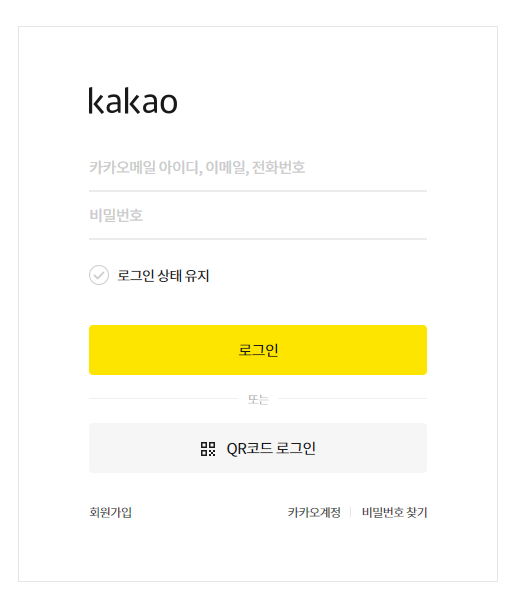 kakao
카카오메일 아이디, 이메일, 전화번호
비밀번호
로그인 상태 유지
로그인
또는
QR코드 로그인
회원가입 카카오계정 | 비밀번호 찾기